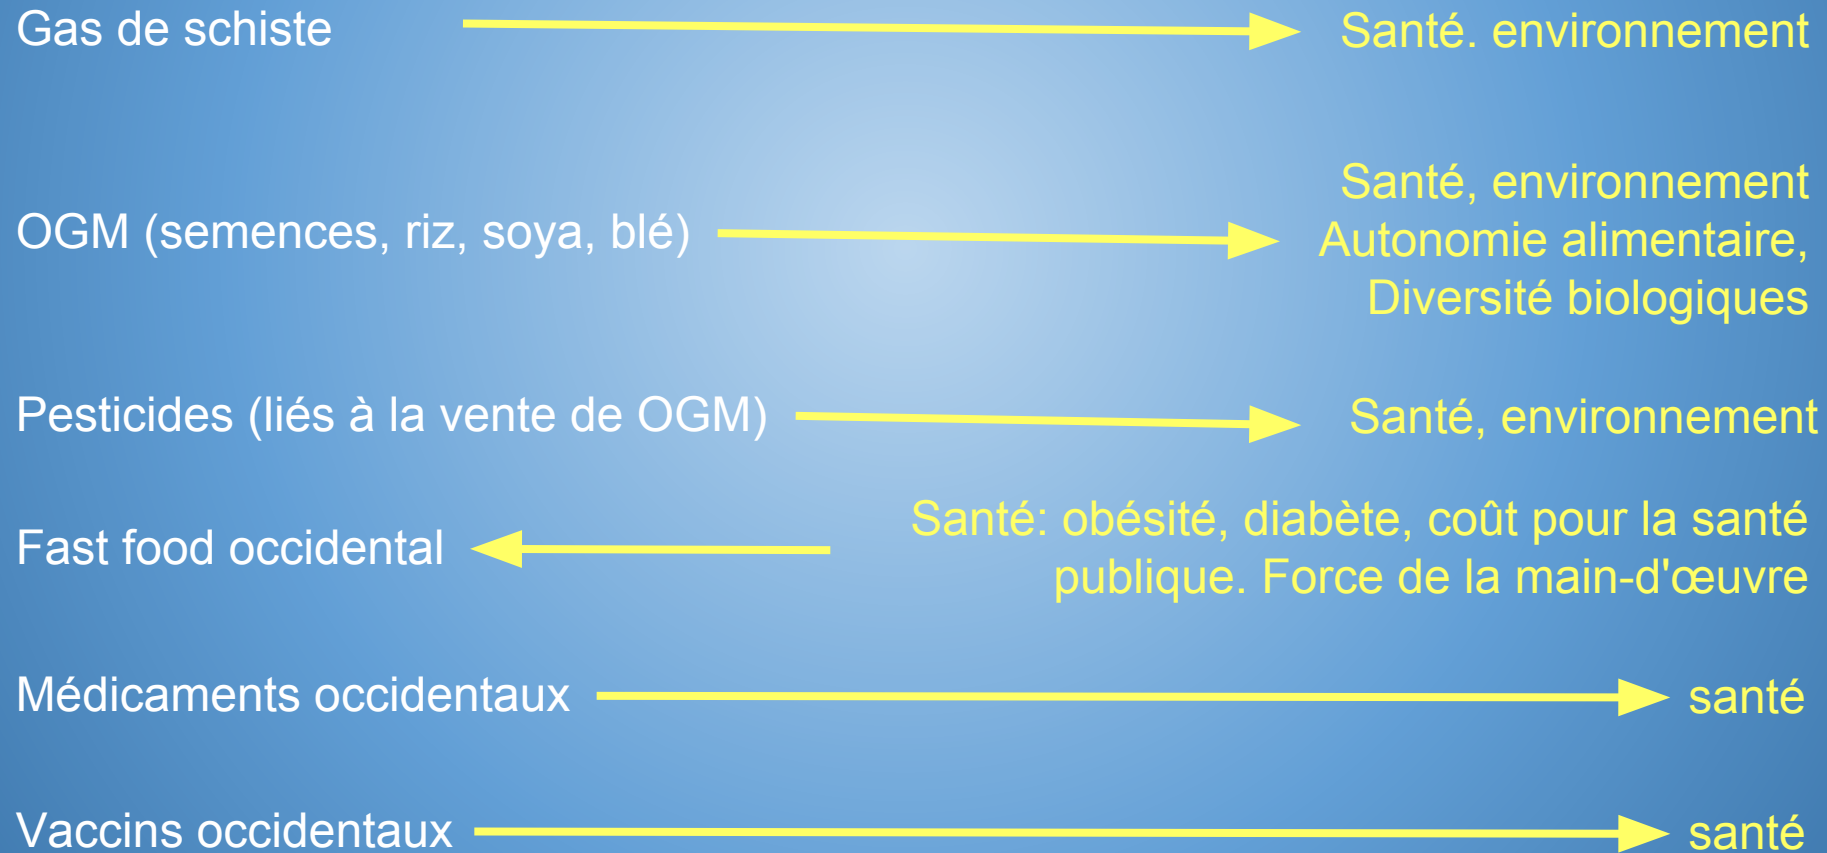 Gas de schiste
Santé. environnement
OGM (semences, riz, soya, blé)
Santé, environnement
Autonomie alimentaire,
Diversité biologiques
Pesticides (liés à la vente de OGM)
Santé, environnement
Fast food occidental
Santé: obésité, diabète, coût pour la santé
publique. Force de la main-d'œuvre
Médicaments occidentaux
santé
Vaccins occidentaux
santé